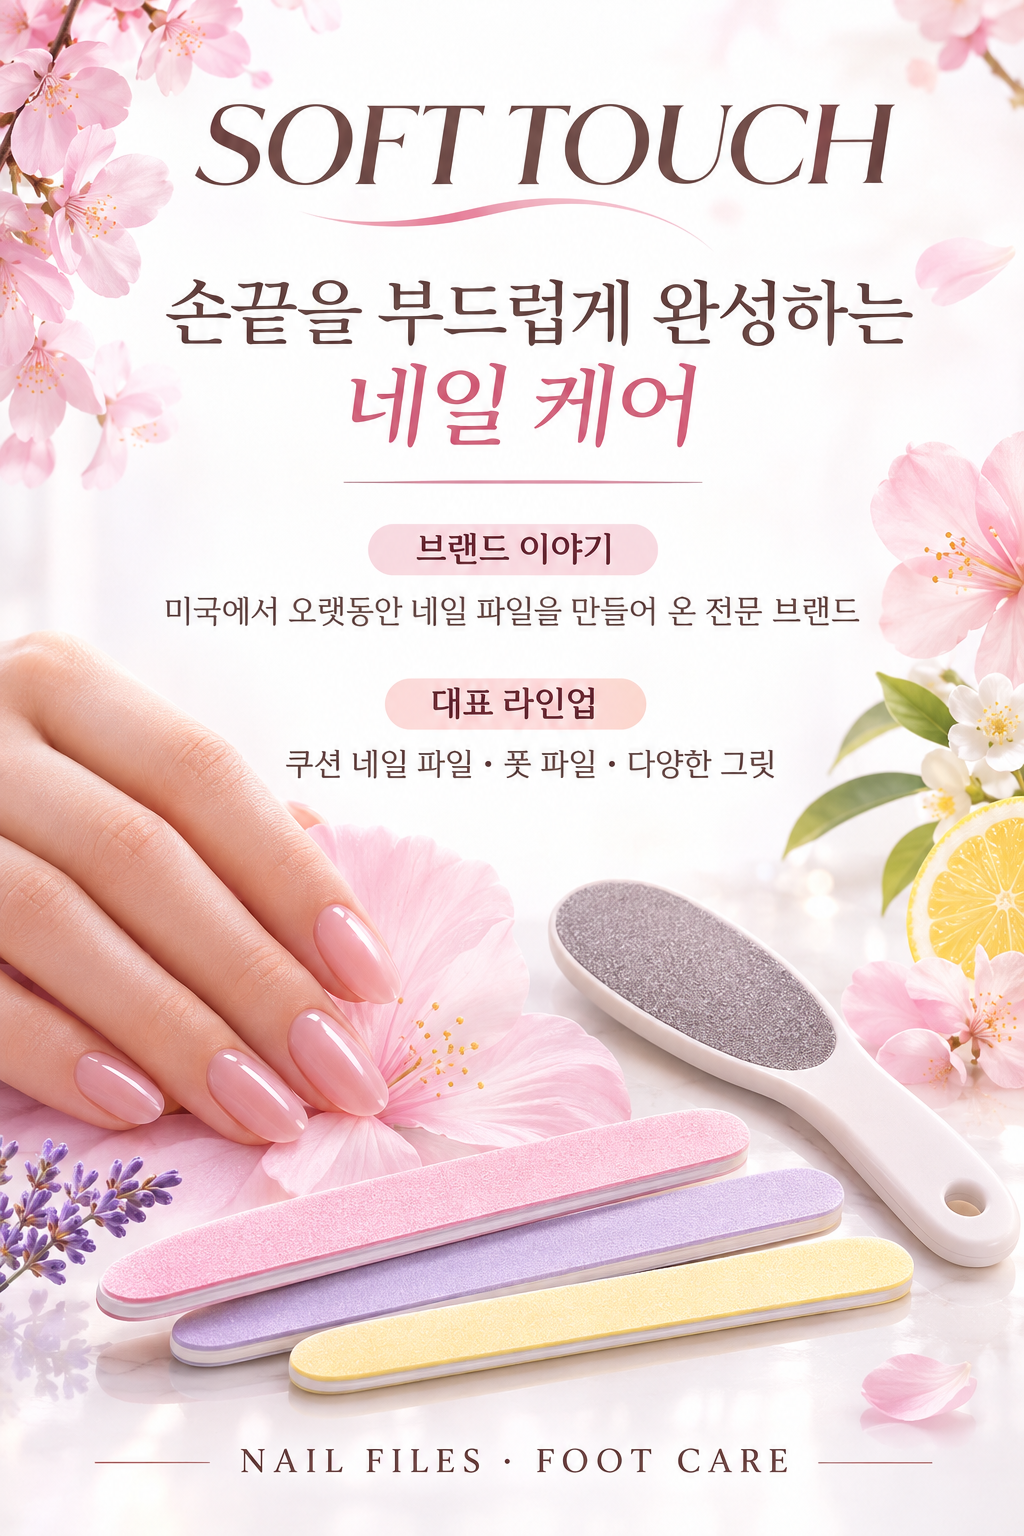 SOFT TOUCH
손끝을 부드럽게 완성하는
네일 케어
브랜드 이야기
미국에서 오랫동안 네일 파일을 만들어 온 전문 브랜드
대표 라인업
쿠션 네일 파일 • 풋 파일 • 다양한 그릿
NAIL FILES · FOOT CARE